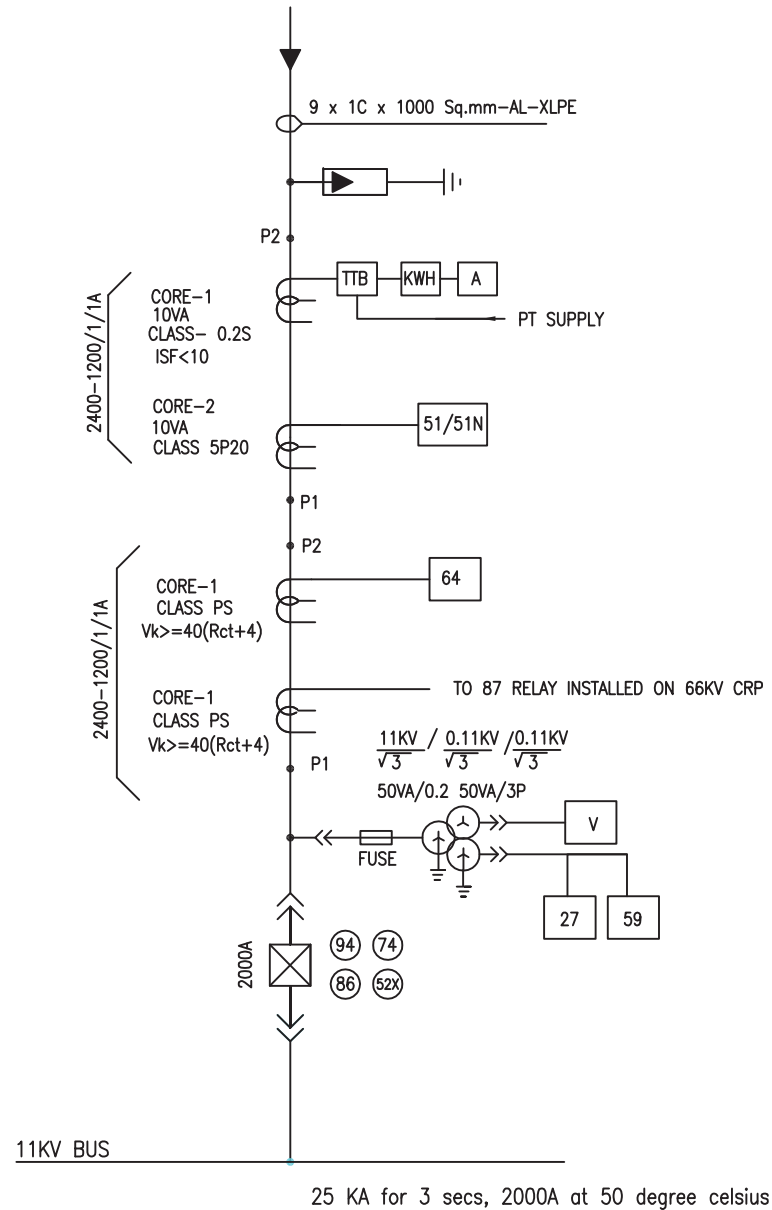 9 x 1C x 1000 Sq.mm-AL-XLPE
P2
TTB
KWH
A
PT SUPPLY
2400-1200/1/1A
CORE-1
10VA
CLASS- 0.2S
ISF<10
CORE-2
10VA
CLASS 5P20
51/51N
P1
P2
2400-1200/1/1A
CORE-1
CLASS PS
Vk>=40(Rct+4)
64
CORE-1
CLASS PS
Vk>=40(Rct+4)
TO 87 RELAY INSTALLED ON 66KV CRP
P1
11KV / 0.11KV / 0.11KV
√3 √3 √3
50VA/0.2 50VA/3P
FUSE
V
27
59
2000A
94
74
86
52X
11KV BUS
25 KA for 3 secs, 2000A at 50 degree celsius